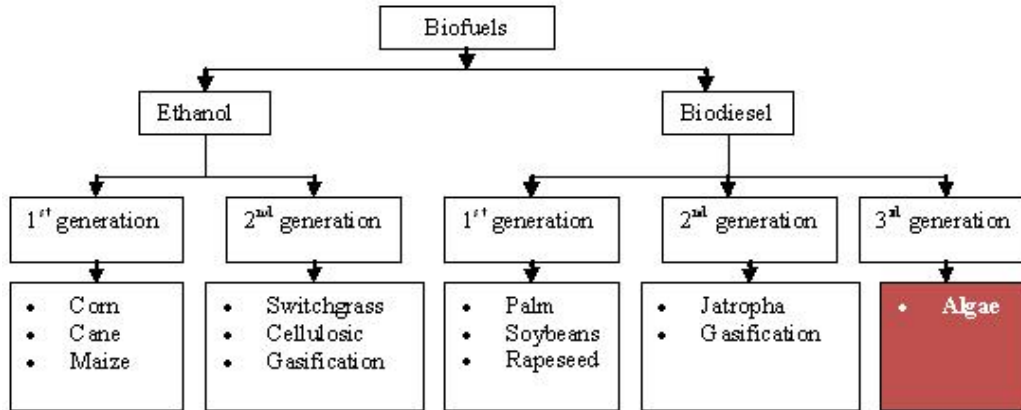 Biofuels
Ethanol
Biodiesel
1st generation
2nd generation
1st generation
2nd generation
3rd generation
• Corn
• Cane
• Maize
• Switchgrass
• Cellulosic
• Gasification
• Palm
• Soybeans
• Rapeseed
• Jatropha
• Gasification
• Algae